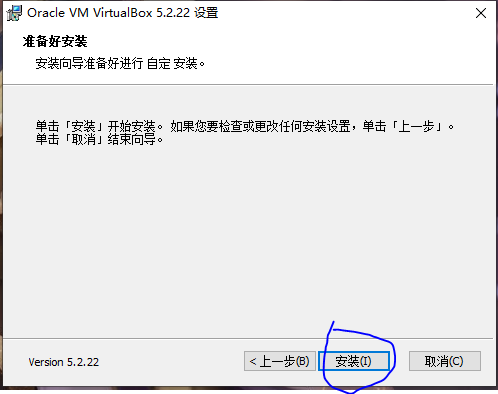 Oracle VM VirtualBox 5.2.22 设置
准备好安装
安装向导准备好进行 自定 安装。
单击「安装」开始安装。 如果您要检查或更改任何安装设置，单击「上一步」。
单击「取消」结束向导。
Version 5.2.22
< 上一步(B)
安装(I)
取消(C)